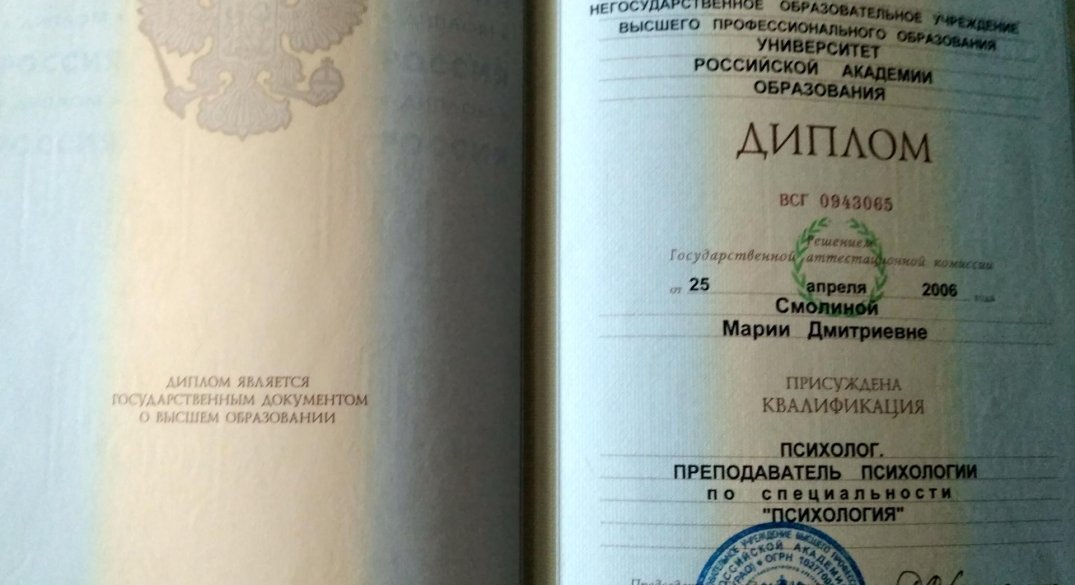 ДИПЛОМ ЯВЛЯЕТСЯ
ГОСУДАРСТВЕННЫМ ДОКУМЕНТОМ
О ВЫСШЕМ ОБРАЗОВАНИИ
НЕГОСУДАРСТВЕННОЕ ОБРАЗОВАТЕЛЬНОЕ УЧРЕЖДЕНИЕ
ВЫСШЕГО ПРОФЕССИОНАЛЬНОГО ОБРАЗОВАНИЯ
УНИВЕРСИТЕТ
РОССИЙСКОЙ АКАДЕМИИ
ОБРАЗОВАНИЯ
ДИПЛОМ
ВСГ 0943065
Решением
Государственной аттестационной комиссии
от 25 апреля 2006 года
Смолиной
Марии Дмитриевне
ПРИСУЖДЕНА
КВАЛИФИКАЦИЯ
ПСИХОЛОГ.
ПРЕПОДАВАТЕЛЬ ПСИХОЛОГИИ
по специальности
"ПСИХОЛОГИЯ"